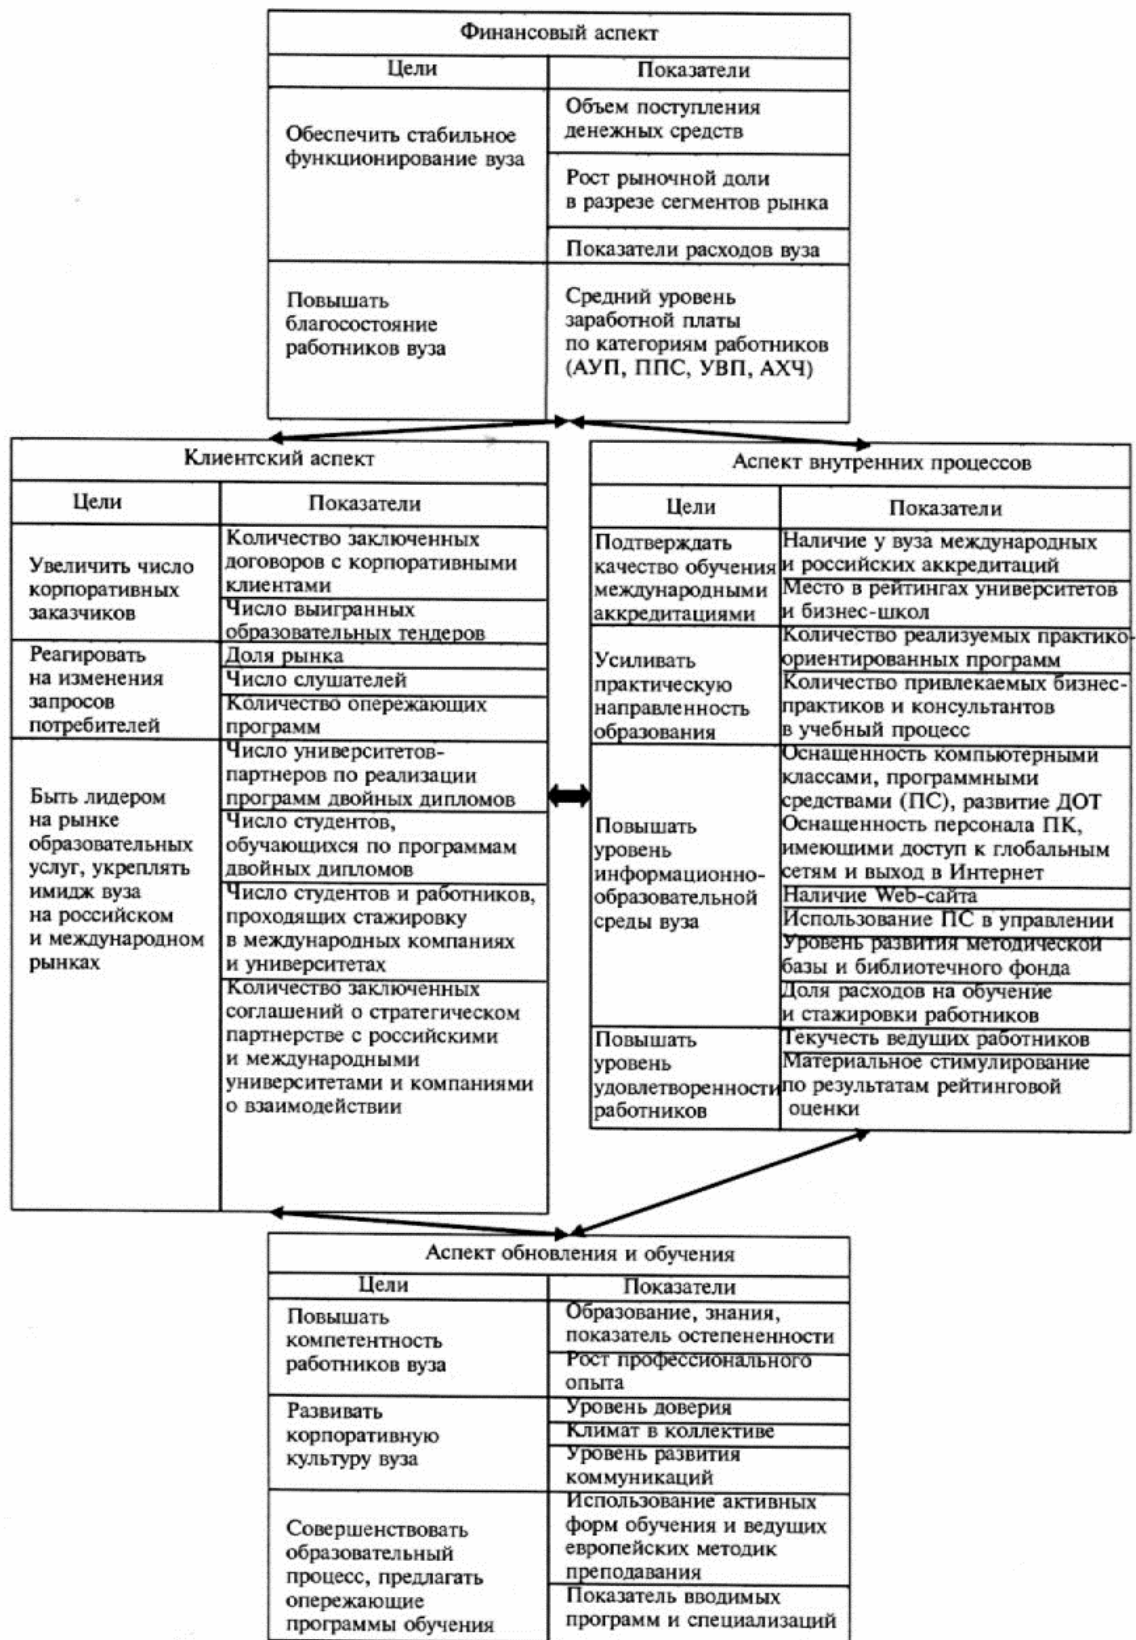 Финансовый аспект
Цели
Показатели
Обеспечить стабильное
функционирование вуза
Объем поступления
денежных средств
Рост рыночной доли
в разрезе сегментов рынка
Показатели расходов вуза
Повышать
благосостояние
работников вуза
Средний уровень
заработной платы
по категориям работников
(АУП, ППС, УВП, АХЧ)
Клиентский аспект
Цели
Показатели
Увеличить число
корпоративных
заказчиков
Количество заключенных
договоров с корпоративными
клиентами
Число выигранных
образовательных тендеров
Реагировать
на изменения
запросов
потребителей
Доля рынка
Число слушателей
Количество опережающих
программ
Быть лидером
на рынке
образовательных
услуг, укреплять
имидж вуза
на российском
и международном
рынках
Число университетов-
партнеров по реализации
программ двойных дипломов
Число студентов,
обучающихся по программам
двойных дипломов
Число студентов и работников,
проходящих стажировку
в международных компаниях
и университетах
Количество заключенных
соглашений о стратегическом
партнерстве с российскими
и международными
университетами и компаниями
о взаимодействии
Аспект внутренних процессов
Цели
Показатели
Подтверждать
качество обучения
международными
аккредитациями
Наличие у вуза международных
и российских аккредитаций
Место в рейтингах университетов
и бизнес-школ
Усиливать
практическую
направленность
образования
Количество реализуемых практико-
ориентированных программ
Количество привлекаемых бизнес-
практиков и консультантов
в учебный процесс
Повышать
уровень
информационно-
образовательной
среды вуза
Оснащенность компьютерными
классами, программными
средствами (ПС), развитие ДОТ
Оснащенность персонала ПК,
имеющими доступ к глобальным
сетям и выход в Интернет
Наличие Web-сайта
Использование ПС в управлении
Уровень развития методической
базы и библиотечного фонда
Доля расходов на обучение
и стажировки работников
Повышать
уровень
удовлетворенности
работников
Текучесть ведущих работников
Материальное стимулирование
по результатам рейтинговой
оценки
Аспект обновления и обучения
Цели
Показатели
Повышать
компетентность
работников вуза
Образование, знания,
показатель остепененности
Рост профессионального
опыта
Развивать
корпоративную
культуру вуза
Уровень доверия
Климат в коллективе
Уровень развития
коммуникаций
Совершенствовать
образовательный
процесс, предлагать
опережающие
программы обучения
Использование активных
форм обучения и ведущих
европейских методик
преподавания
Показатель вводимых
программ и специализаций